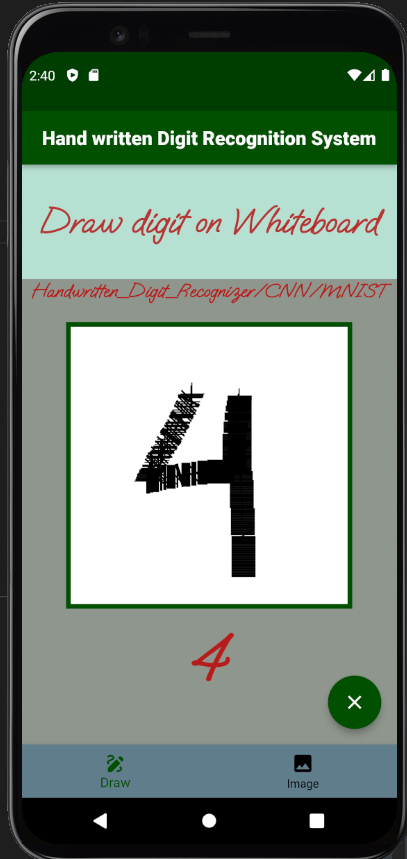 2:40
Hand written Digit Recognition System
Draw digit on Whiteboard
Handwritten_Digit_Recognizer/CNN/MNIST
4
4
Draw
Image